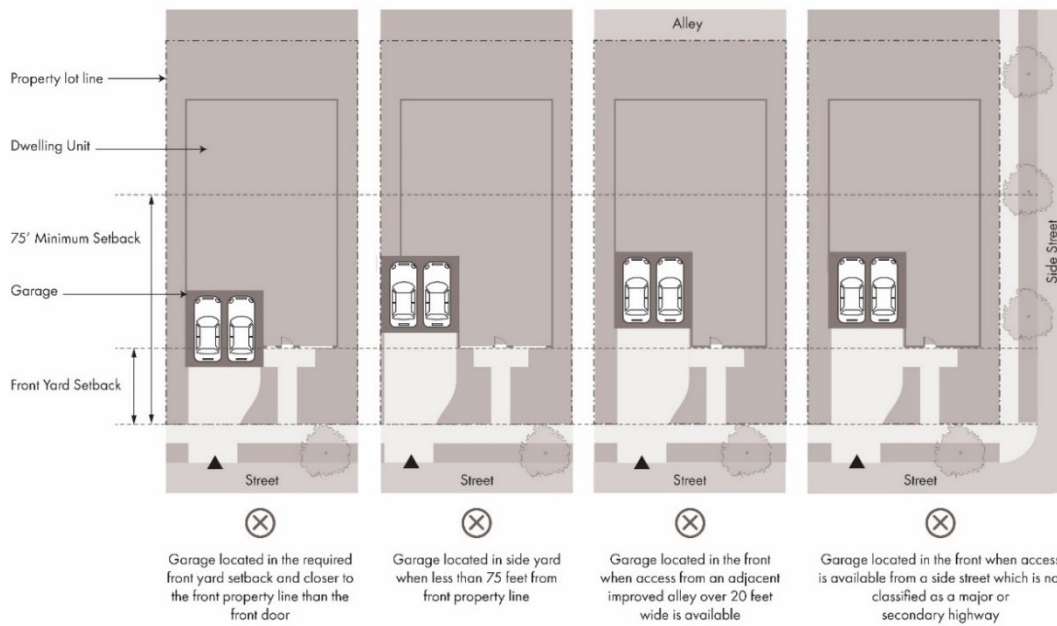 Alley
Property lot line
Dwelling Unit
75' Minimum Setback
Garage
Front Yard Setback
Side Street
Street
Street
Street
Street
Garage located in the required
front yard setback and closer to
the front property line than the
front door
Garage located in side yard
when less than 75 feet from
front property line
Garage located in the front
when access from an adjacent
improved alley over 20 feet
wide is available
Garage located in the front when access
is available from a side street which is no
classified as a major or
secondary highway